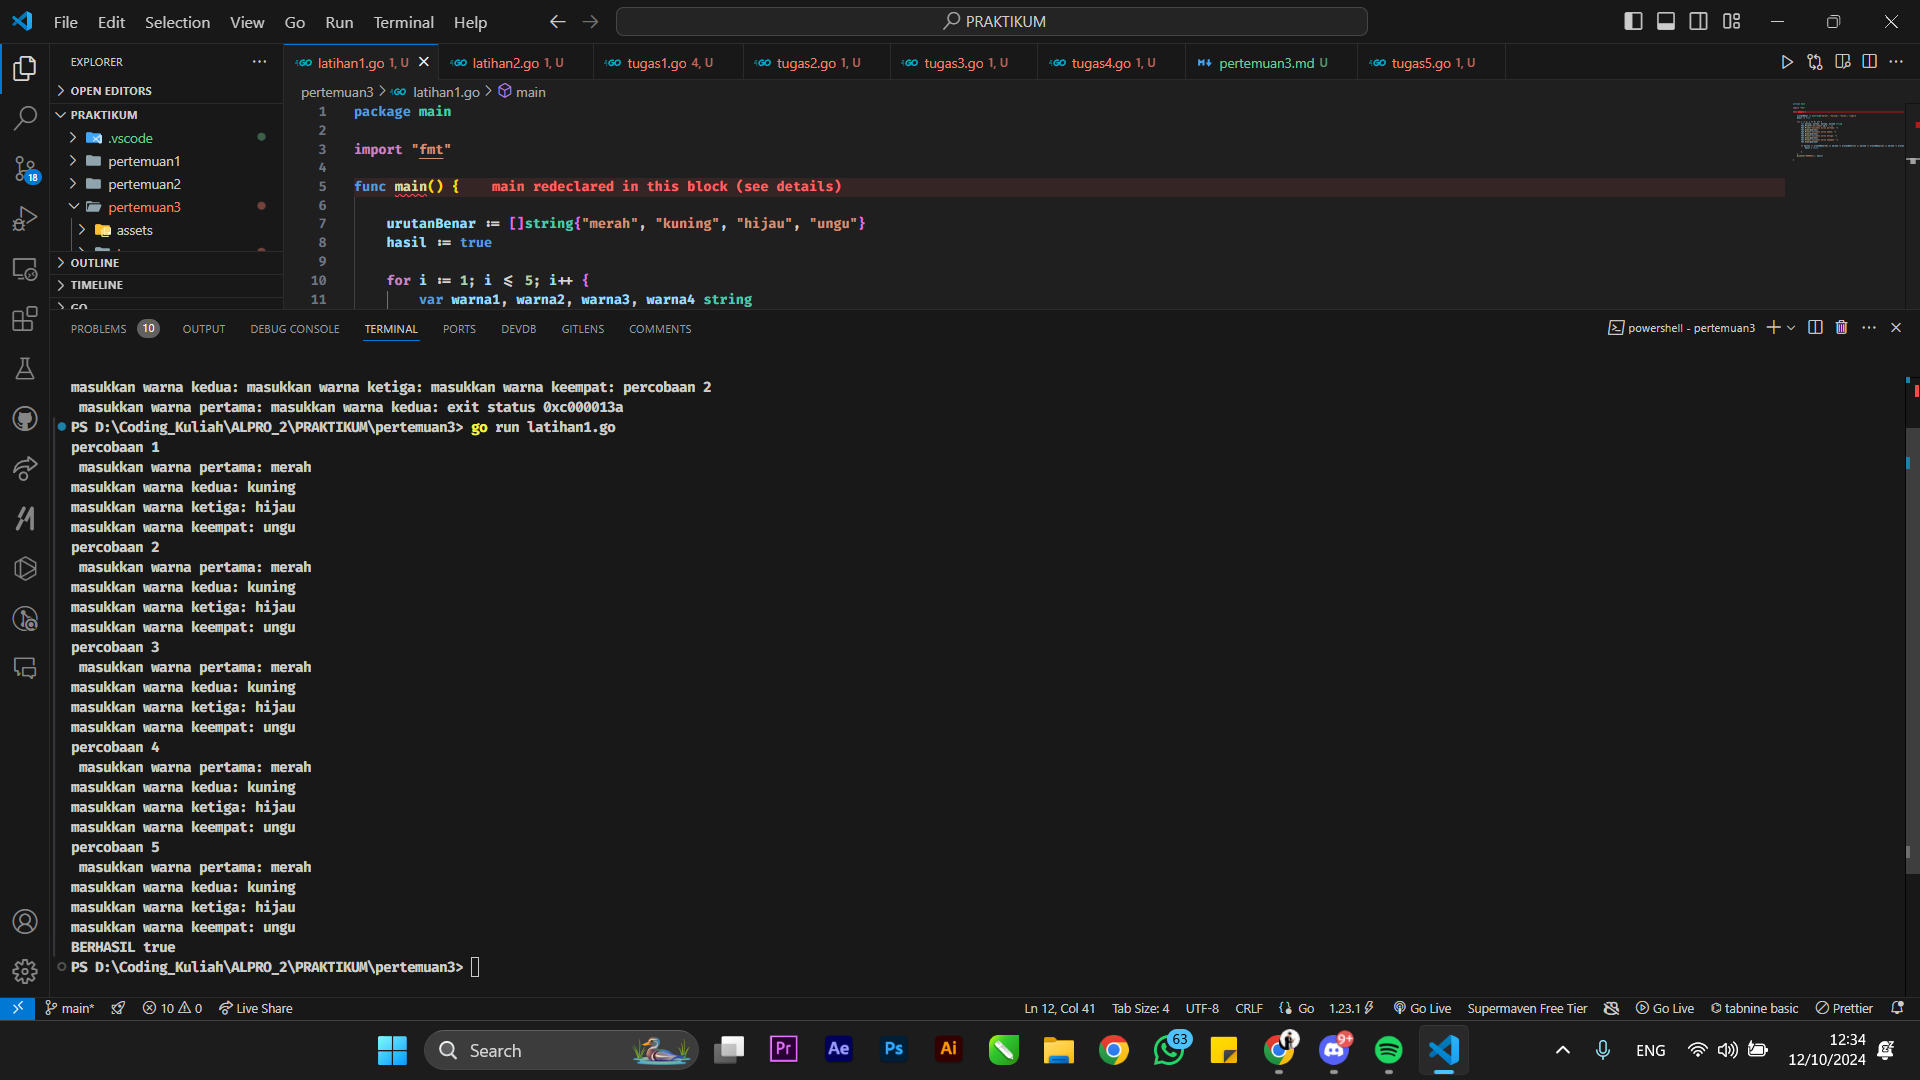 File Edit Selection View Go Run Terminal Help
PRAKTIKUM
EXPLORER
OPEN EDITORS
PRAKTIKUM
.vscode
pertemuan1
pertemuan2
pertemuan3
assets
OUTLINE
TIMELINE
GO
18
latihan1.go 1, U
latihan2.go 1, U
tugas1.go 4, U
tugas2.go 1, U
tugas3.go 1, U
tugas4.go 1, U
pertemuan3.md U
tugas5.go 1, U
pertemuan3 > latihan1.go > main
1 package main
2
3 import "fmt"
4
5 func main() { main redeclared in this block (see details)
6
7 urutanBenar := []string{"merah", "kuning", "hijau", "ungu"}
8 hasil := true
9
10 for i := 1; i <= 5; i++ {
11 var warna1, warna2, warna3, warna4 string
PROBLEMS 10 OUTPUT DEBUG CONSOLE TERMINAL PORTS DEVDB GITLENS COMMENTS
powershell - pertemuan3
masukkan warna kedua: masukkan warna ketiga: masukkan warna keempat: percobaan 2
masukkan warna pertama: masukkan warna kedua: exit status 0xc000013a
PS D:\Coding_Kuliah\ALPRO_2\PRAKTIKUM\pertemuan3> go run latihan1.go
percobaan 1
masukkan warna pertama: merah
masukkan warna kedua: kuning
masukkan warna ketiga: hijau
masukkan warna keempat: ungu
percobaan 2
masukkan warna pertama: merah
masukkan warna kedua: kuning
masukkan warna ketiga: hijau
masukkan warna keempat: ungu
percobaan 3
masukkan warna pertama: merah
masukkan warna kedua: kuning
masukkan warna ketiga: hijau
masukkan warna keempat: ungu
percobaan 4
masukkan warna pertama: merah
masukkan warna kedua: kuning
masukkan warna ketiga: hijau
masukkan warna keempat: ungu
percobaan 5
masukkan warna pertama: merah
masukkan warna kedua: kuning
masukkan warna ketiga: hijau
masukkan warna keempat: ungu
BERHASIL true
PS D:\Coding_Kuliah\ALPRO_2\PRAKTIKUM\pertemuan3>
main* 10 0 Live Share
Ln 12, Col 41 Tab Size: 4 UTF-8 CRLF {} Go 1.23.1 Go Live Supermaven Free Tier Go Live tabnine basic Prettier
Search
Pr
Ae
Ps
Ai
63
9+
ENG
12:34
12/10/2024